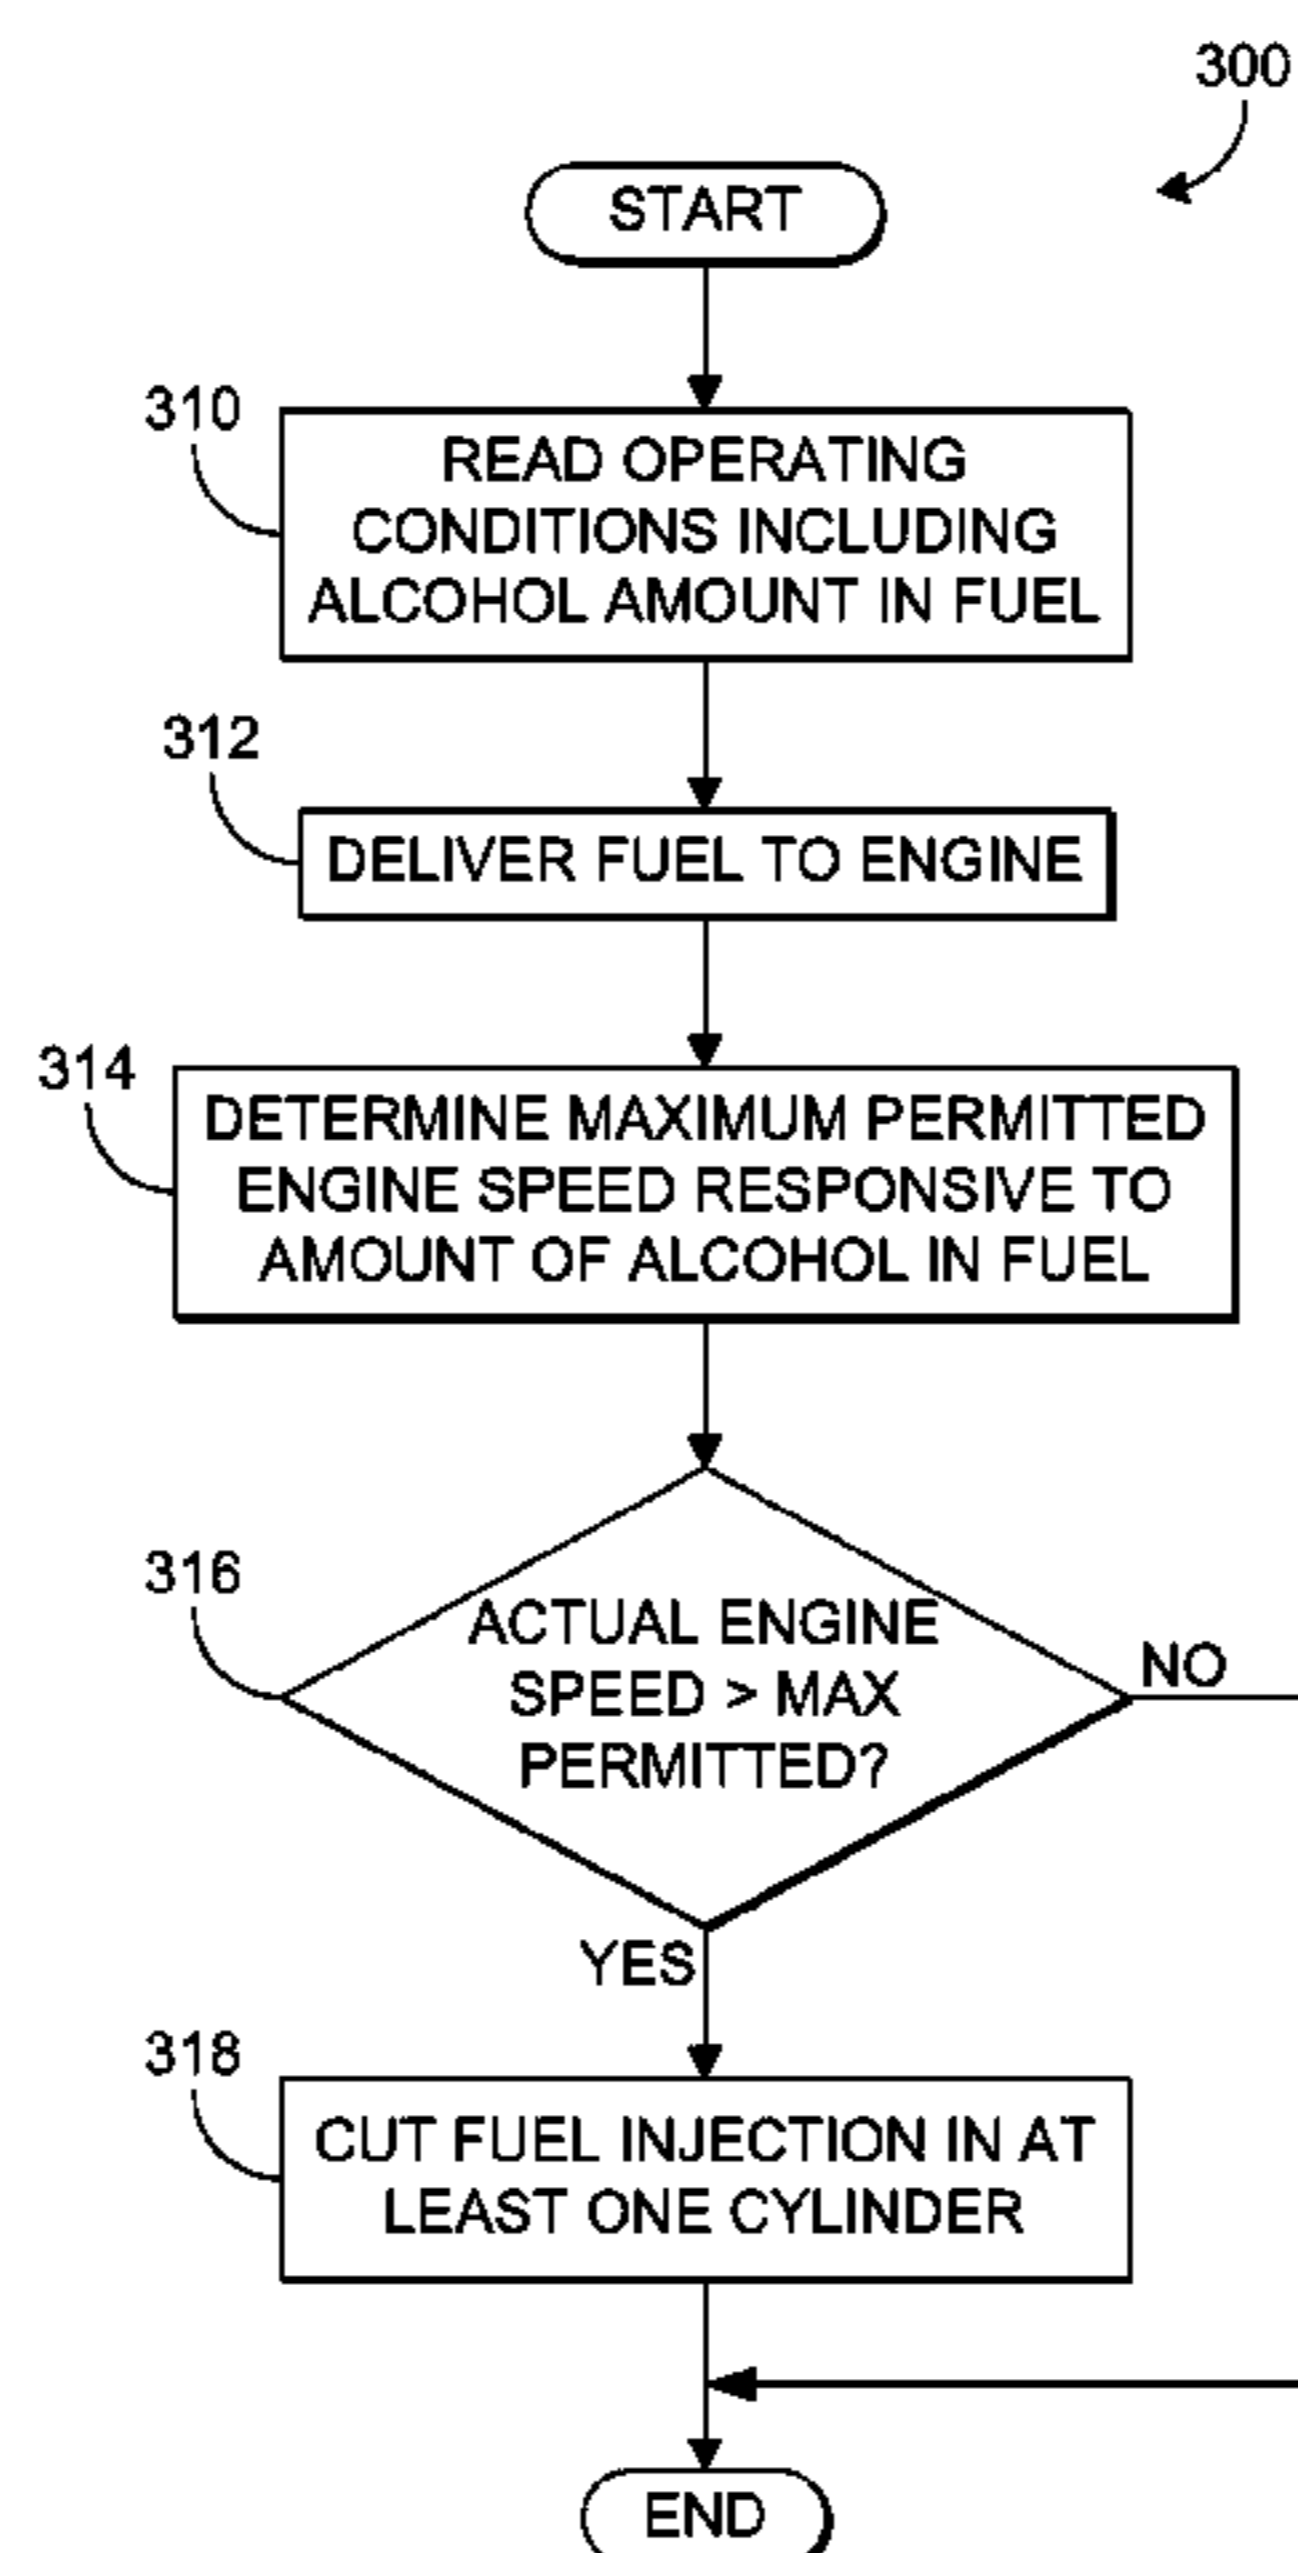 300
START
310
READ OPERATING
CONDITIONS INCLUDING
ALCOHOL AMOUNT IN FUEL
312
DELIVER FUEL TO ENGINE
314
DETERMINE MAXIMUM PERMITTED
ENGINE SPEED RESPONSIVE TO
AMOUNT OF ALCOHOL IN FUEL
316
ACTUAL ENGINE
SPEED > MAX
PERMITTED?
NO
YES
318
CUT FUEL INJECTION IN AT
LEAST ONE CYLINDER
END